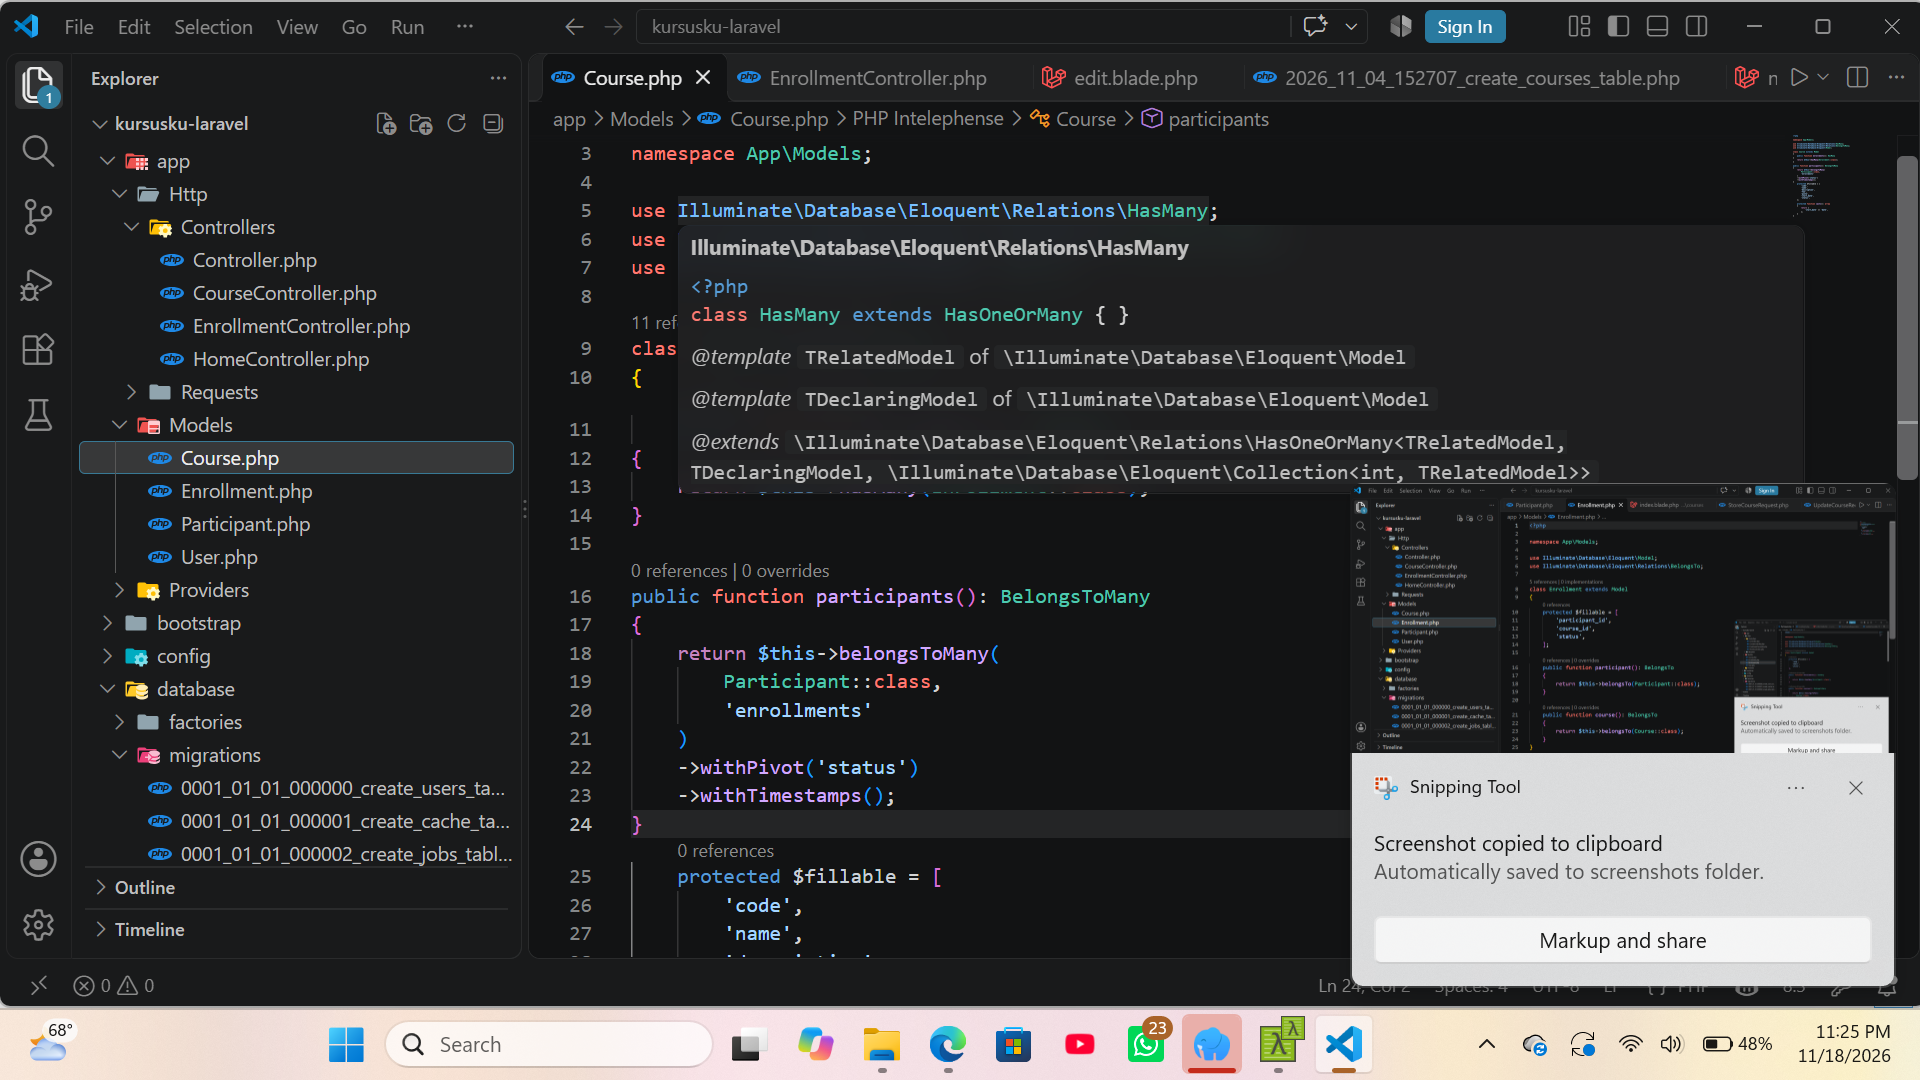 File Edit Selection View Go Run ···
kursusku-laravel
Sign In
Explorer
1
kursusku-laravel
app
Http
Controllers
Controller.php
CourseController.php
EnrollmentController.php
HomeController.php
Requests
Models
Course.php
Enrollment.php
Participant.php
User.php
Providers
bootstrap
config
database
factories
migrations
0001_01_01_000000_create_users_ta...
0001_01_01_000001_create_cache_ta...
0001_01_01_000002_create_jobs_tabl...
Outline
Timeline
Course.php EnrollmentController.php edit.blade.php 2026_11_04_152707_create_courses_table.php
app > Models > Course.php > PHP Intelephense > Course > participants
3 namespace App\Models;
4
5 use Illuminate\Database\Eloquent\Relations\HasMany;
6 use
7 use
8
Illuminate\Database\Eloquent\Relations\HasMany
<?php
class HasMany extends HasOneOrMany { }
@template TRelatedModel of \Illuminate\Database\Eloquent\Model
@template TDeclaringModel of \Illuminate\Database\Eloquent\Model
@extends \Illuminate\Database\Eloquent\Relations\HasOneOrMany<TRelatedModel,
TDeclaringModel, \Illuminate\Database\Eloquent\Collection<int, TRelatedModel>>
11 ref
9 clas
10 {
11
12 {
13
14 }
15
0 references | 0 overrides
16 public function participants(): BelongsToMany
17 {
18 return $this->belongsToMany(
19 Participant::class,
20 'enrollments'
21 )
22 ->withPivot('status')
23 ->withTimestamps();
24 }
0 references
25 protected $fillable = [
26 'code',
27 'name',
Snipping Tool
Screenshot copied to clipboard
Automatically saved to screenshots folder.
Markup and share
0 0
68°
Search
23
48%
11:25 PM
11/18/2026